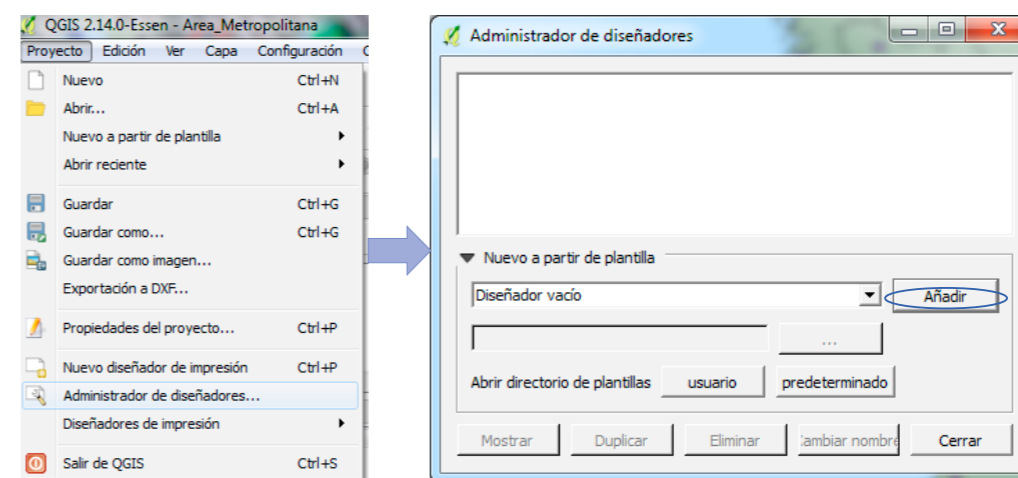 QGIS 2.14.0-Essen - Area_Metropolitana
Proyecto Edición Ver Capa Configuración
Nuevo Ctrl+N
Abrir... Ctrl+A
Nuevo a partir de plantilla
Abrir reciente
Guardar Ctrl+G
Guardar como... Ctrl+G
Guardar como imagen...
Exportación a DXF...
Propiedades del proyecto... Ctrl+P
Nuevo diseñador de impresión Ctrl+P
Administrador de diseñadores...
Diseñadores de impresión
Salir de QGIS Ctrl+S
Administrador de diseñadores
Nuevo a partir de plantilla
Diseñador vacío Añadir
...
Abrir directorio de plantillas usuario predeterminado
Mostrar Duplicar Eliminar ambiar nombre Cerrar